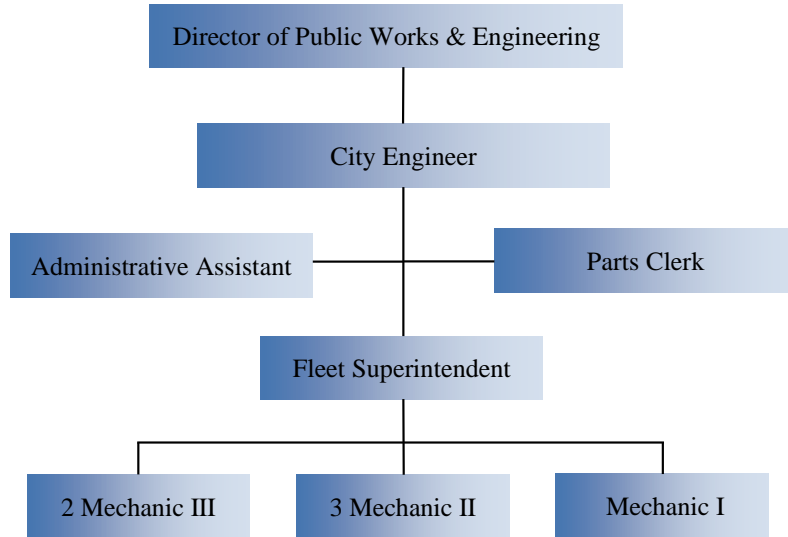 Director of Public Works & Engineering
City Engineer
Administrative Assistant
Parts Clerk
Fleet Superintendent
2 Mechanic III
3 Mechanic II
Mechanic I